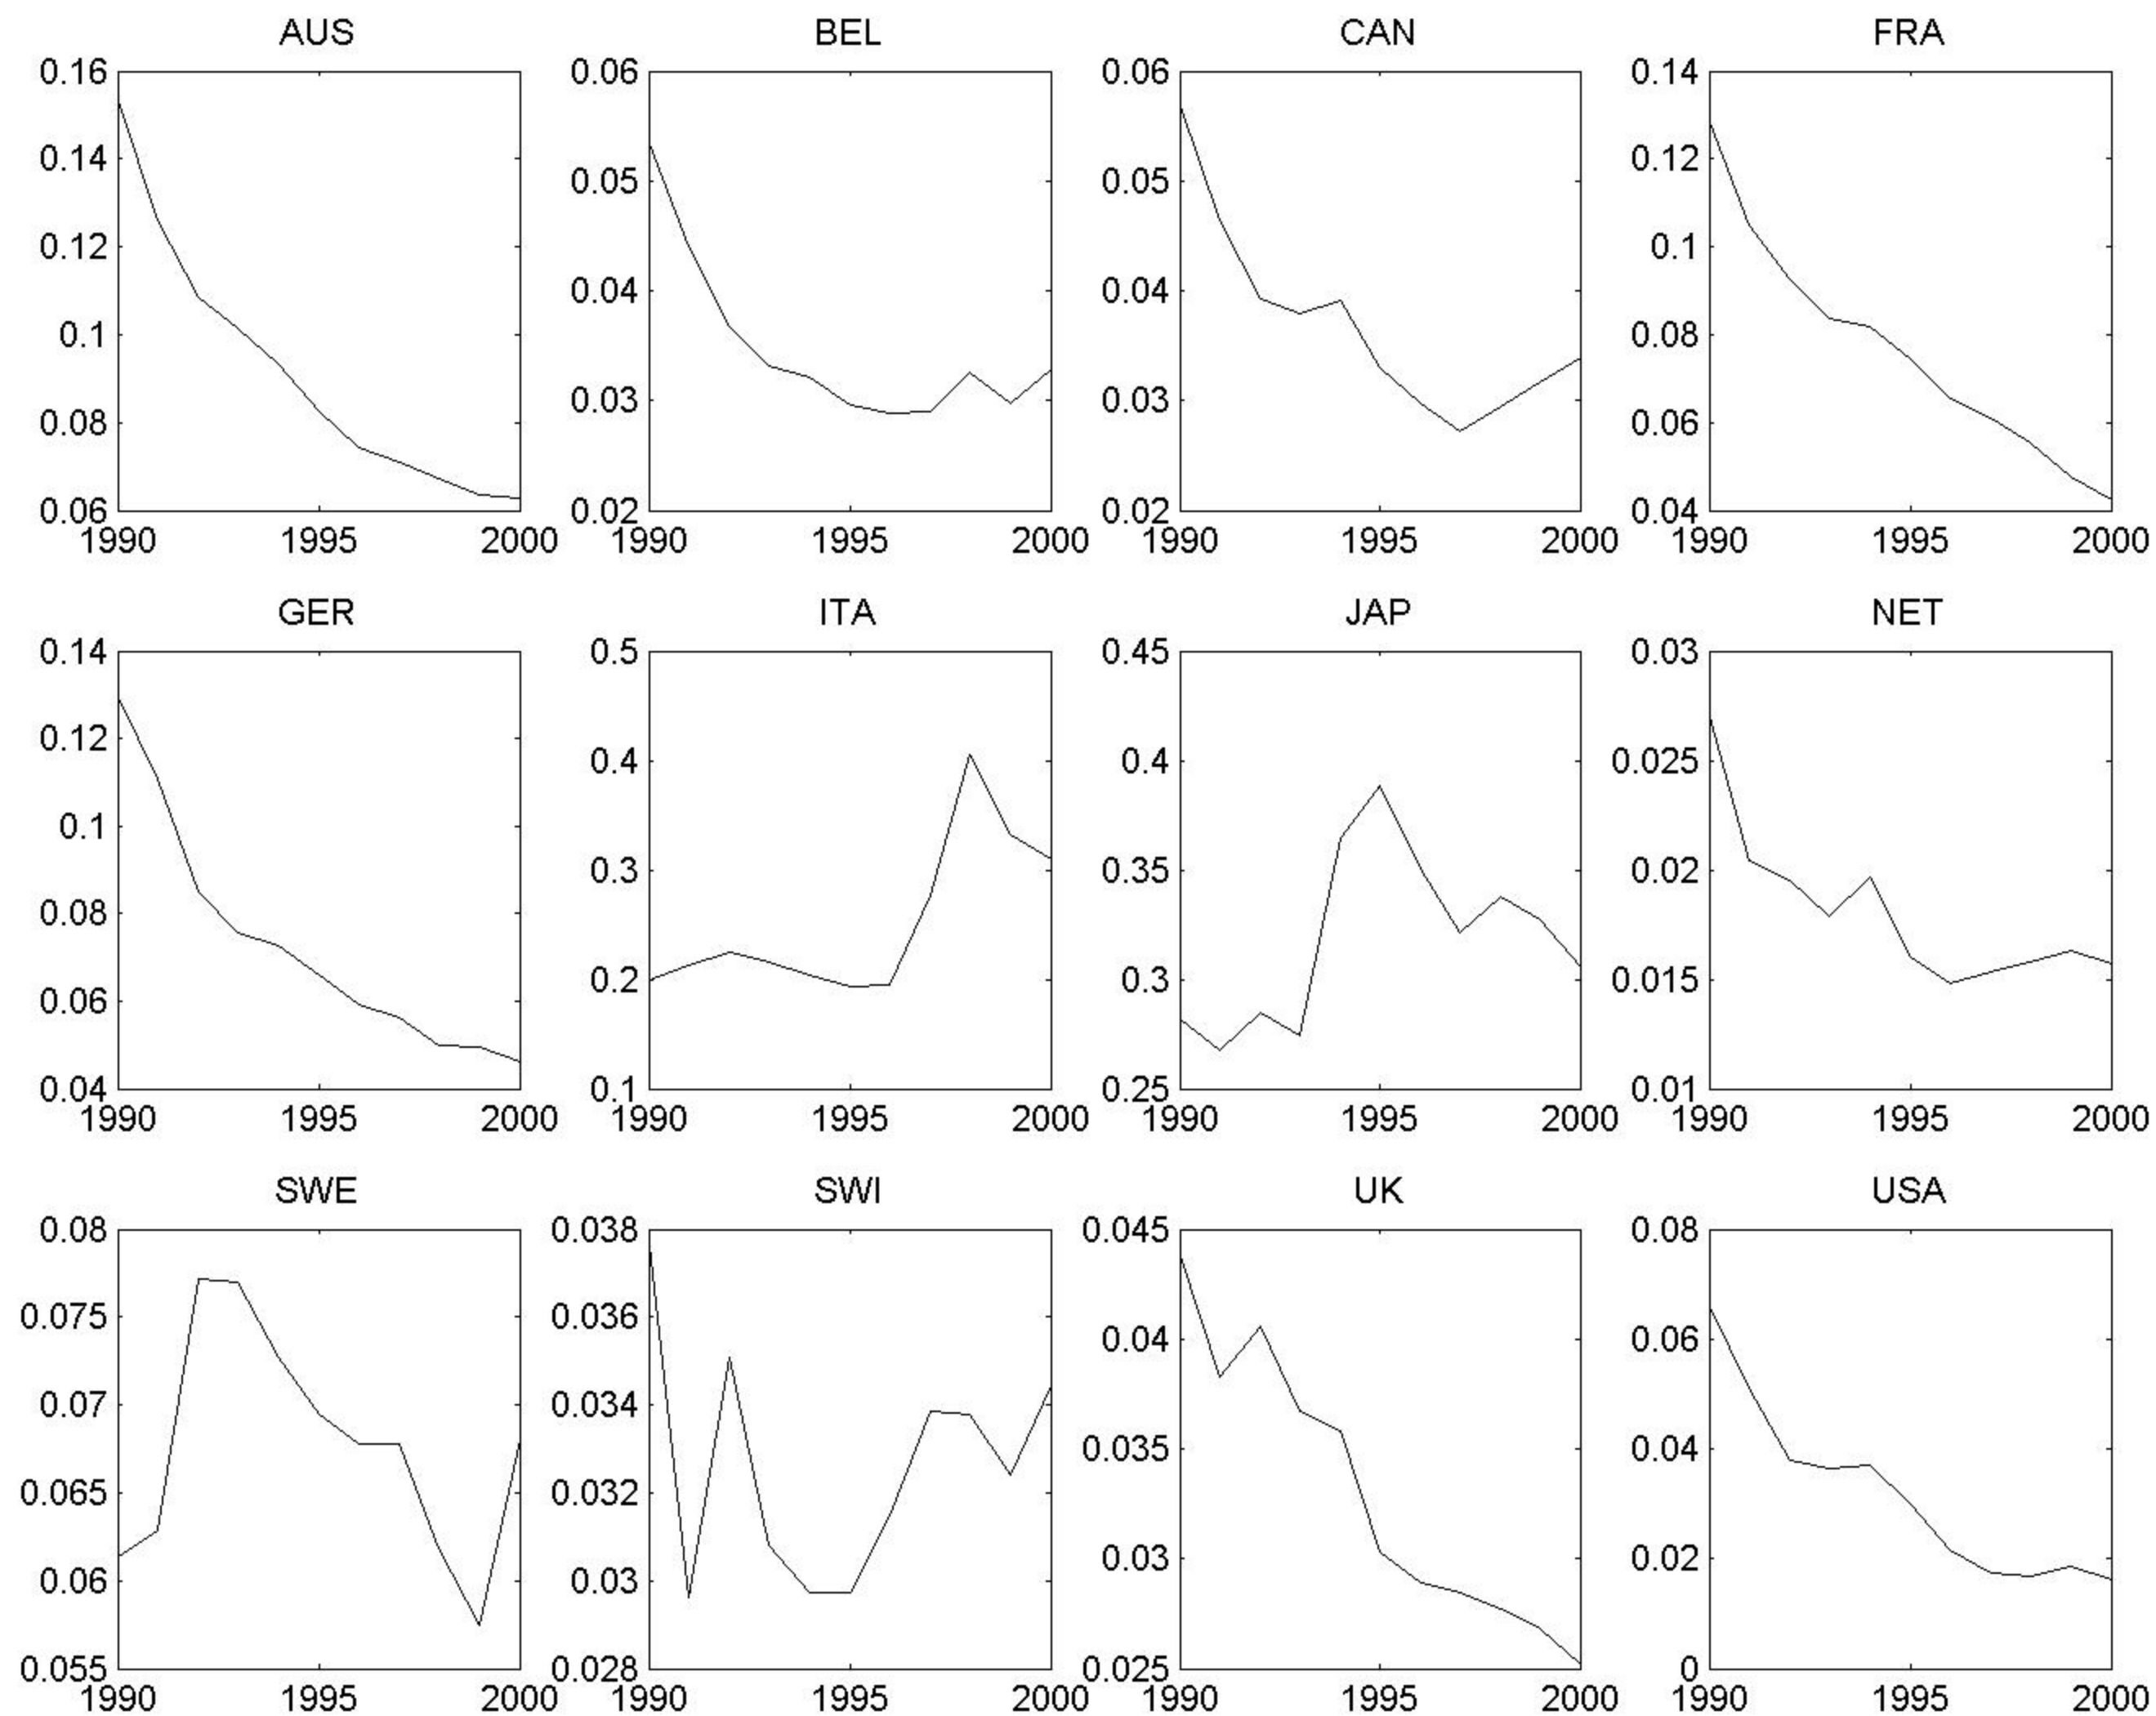 AUS BEL CAN FRA
0.16 0.06 0.06 0.14
0.14 0.05 0.05 0.12
0.12 0.04 0.04 0.1
0.1 0.03 0.03 0.08
0.08 0.02 0.02 0.06
0.06 0.04
1990 1995 2000 1990 1995 2000 1990 1995 2000 1990 1995 2000
GER ITA JAP NET
0.14 0.5 0.45 0.03
0.12 0.4 0.4 0.025
0.1 0.3 0.35 0.02
0.08 0.2 0.3 0.015
0.06 0.1 0.25 0.01
0.04
1990 1995 2000 1990 1995 2000 1990 1995 2000 1990 1995 2000
SWE SWI UK USA
0.08 0.038 0.045 0.08
0.075 0.036 0.04 0.06
0.07 0.034 0.035 0.04
0.065 0.032 0.03 0.02
0.06 0.03 0.025 0
0.055 0.028
1990 1995 2000 1990 1995 2000 1990 1995 2000 1990 1995 2000